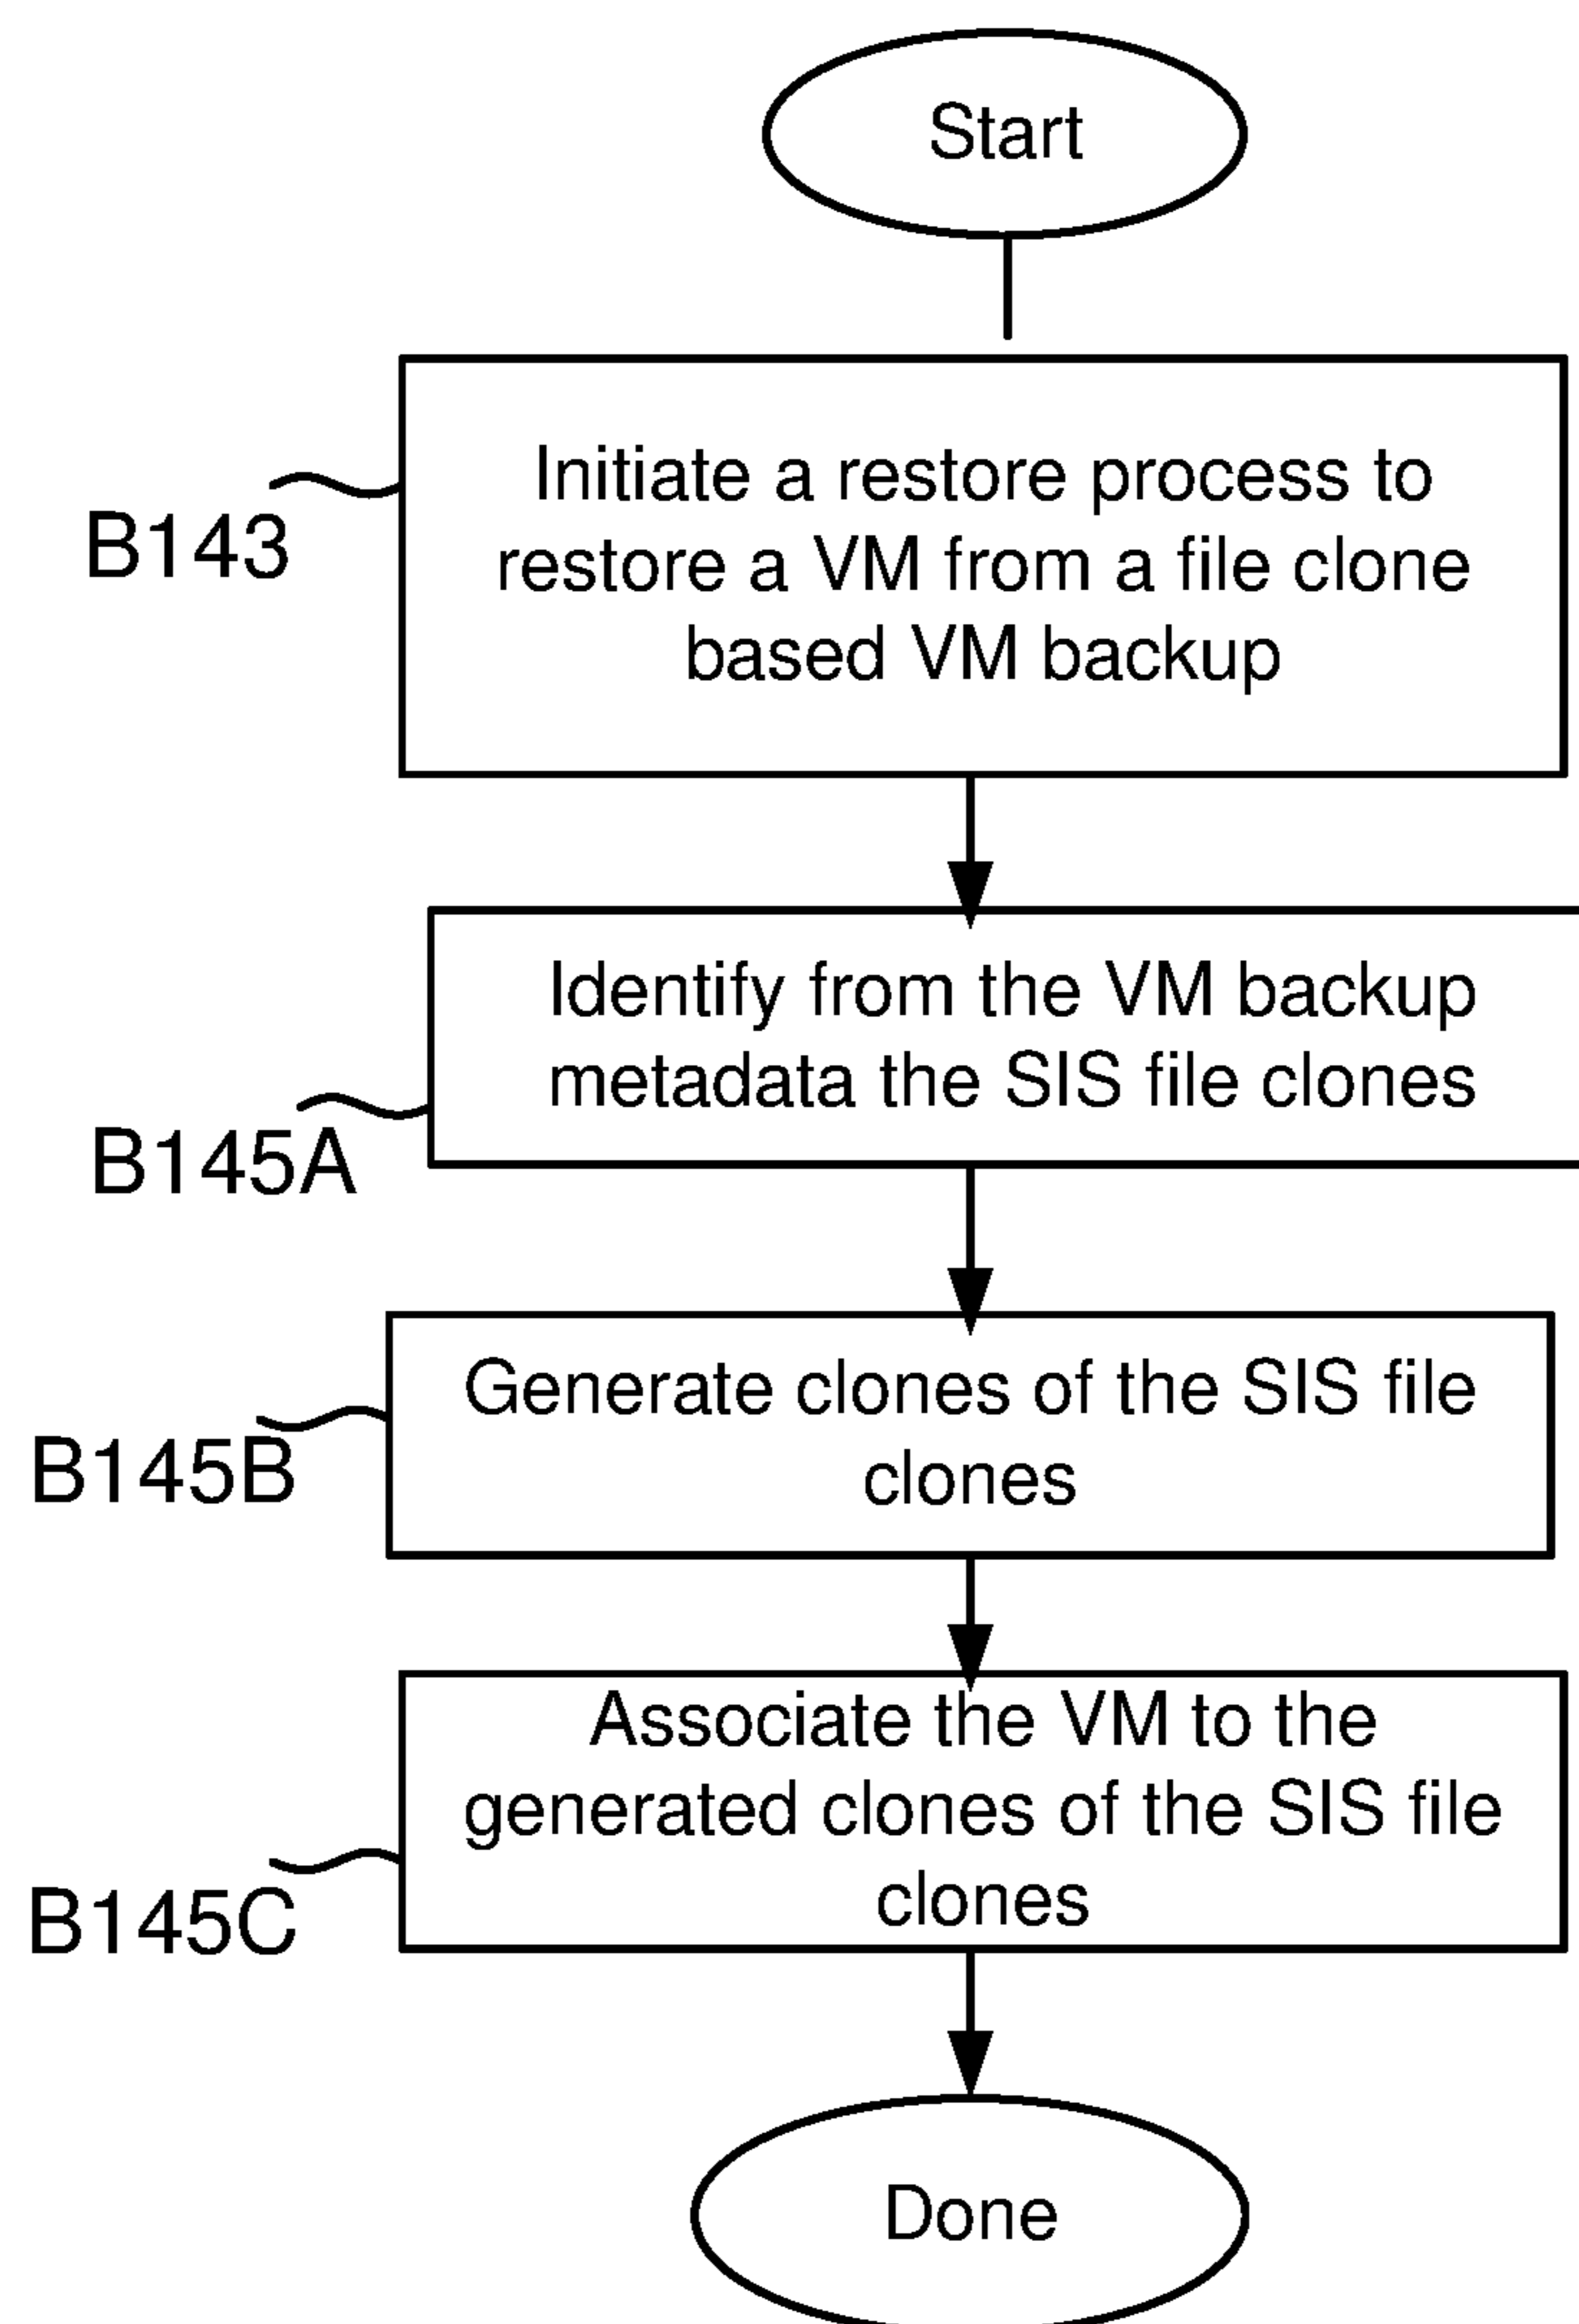 Start
Initiate a restore process to
restore a VM from a file clone
based VM backup
B143
Identify from the VM backup
metadata the SIS file clones
B145A
Generate clones of the SIS file
clones
B145B
Associate the VM to the
generated clones of the SIS file
clones
B145C
Done